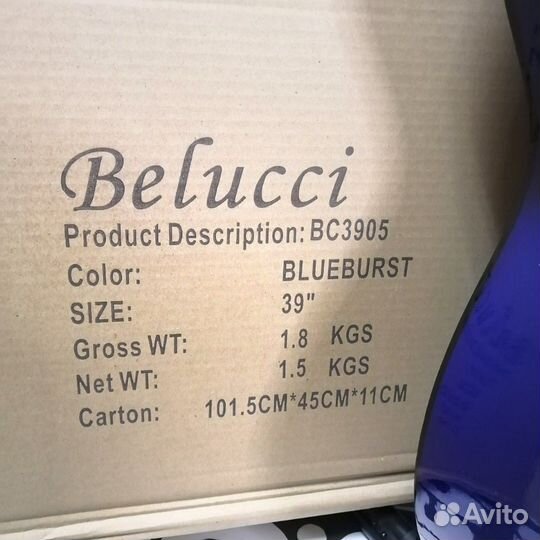 Belucci
Product Description: BC3905
Color: BLUEBURST
SIZE: 39"
Gross WT: 1.8 KGS
Net WT: 1.5 KGS
Carton: 101.5CM*45CM*11CM
Avito